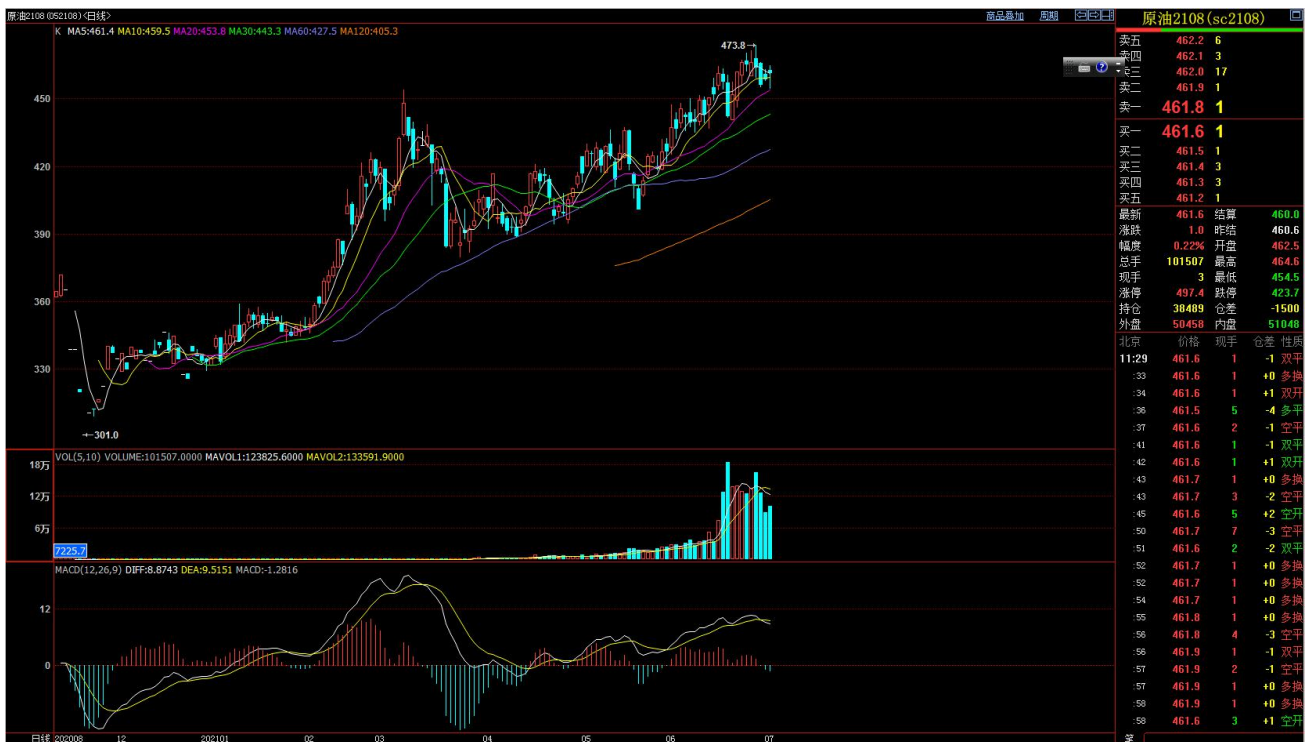 原油2108(052108)<日线>
商品叠加 周期
K MA5:461.4 MA10:459.5 MA20:453.8 MA30:443.3 MA60:427.5 MA120:405.3
473.8
450
420
390
360
330
301.0
VOL(5,10) VOLUME:101507.0000 MAVOL1:123825.6000 MAVOL2:133591.9000
18万
12万
6万
7225.7
MACD(12,26,9) DIFF:8.8743 DEA:9.5151 MACD:-1.2816
12
0
日线 202008 12 202101 02 03 04 05 06 07
原油2108(sc2108)
卖五 462.2 6
卖四 462.1 3
卖三 462.0 17
卖二 461.9 1
卖一 461.8 1
买一 461.6 1
买二 461.5 1
买三 461.4 3
买四 461.3 3
买五 461.2 1
最新 461.6 结算 460.0
涨跌 1.0 昨结 460.6
幅度 0.22% 开盘 462.5
总手 101507 最高 464.6
现手 3 最低 454.5
涨停 497.4 跌停 423.7
持仓 38489 仓差 -1500
外盘 50458 内盘 51048
北京 价格 现手 仓差 性质
11:29 461.6 1 -1 双平
:33 461.6 1 +0 多换
:34 461.6 1 +1 双开
:36 461.5 5 -4 多平
:37 461.6 2 -1 空平
:41 461.6 1 -1 双平
:42 461.6 1 +1 双开
:43 461.7 1 +0 多换
:43 461.7 3 -2 空平
:45 461.6 5 +2 空开
:50 461.7 7 -3 空平
:51 461.6 2 -2 双平
:52 461.7 1 +0 多换
:52 461.7 1 +0 多换
:54 461.7 1 +0 多换
:55 461.8 1 +0 多换
:56 461.8 4 -3 空平
:56 461.9 1 -1 双平
:57 461.9 2 -1 空平
:57 461.9 1 +0 多换
:58 461.9 1 +0 多换
:58 461.6 3 +1 空开
笔